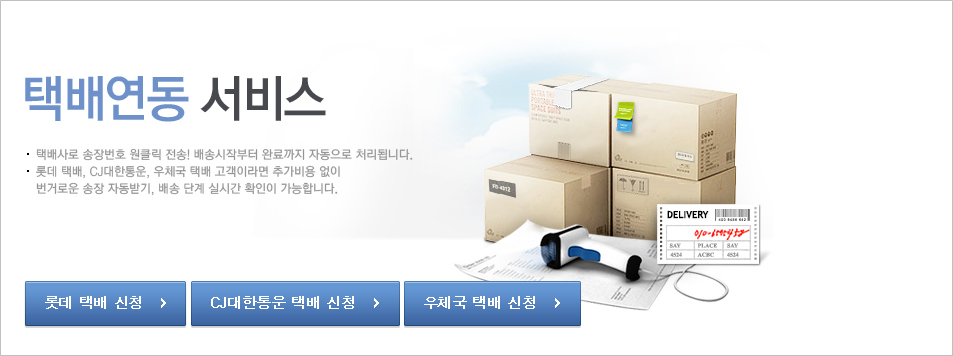 택배연동 서비스
· 택배사로 송장번호 원클릭 전송! 배송시작부터 완료까지 자동으로 처리됩니다.
· 롯데 택배, CJ대한통운, 우체국 택배 고객이라면 추가비용 없이
번거로운 송장 자동받기, 배송 단계 실시간 확인이 가능합니다.
DELIVERY
SAY PLACE SAY
4524 ACBC 4524
롯데 택배 신청 >
CJ대한통운 택배 신청 >
우체국 택배 신청 >